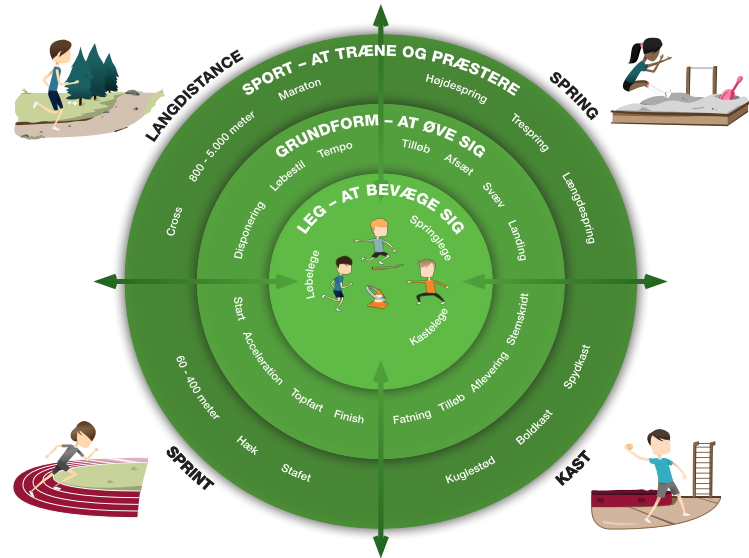 LANGDISTANCE
SPRING
SPORT – AT TRÆNE OG PRÆSTERE
Maraton
800 - 5.000 meter
Cross
Højdespring
Trespring
Længdespring
GRUNDFORM – AT ØVE SIG
Tempo
Løbestil
Disponering
Tilløb
Afsæt
Svæv
Landing
LEG – AT BEVÆGE SIG
Løbelege
Springlege
Kastelege
Start
Acceleration
Topfart
Finish
Fatning
Tilløb
Aflevering
Stemskridt
60 - 400 meter
Hæk
Stafet
Kuglestød
Boldkast
Spydkast
SPRINT
KAST